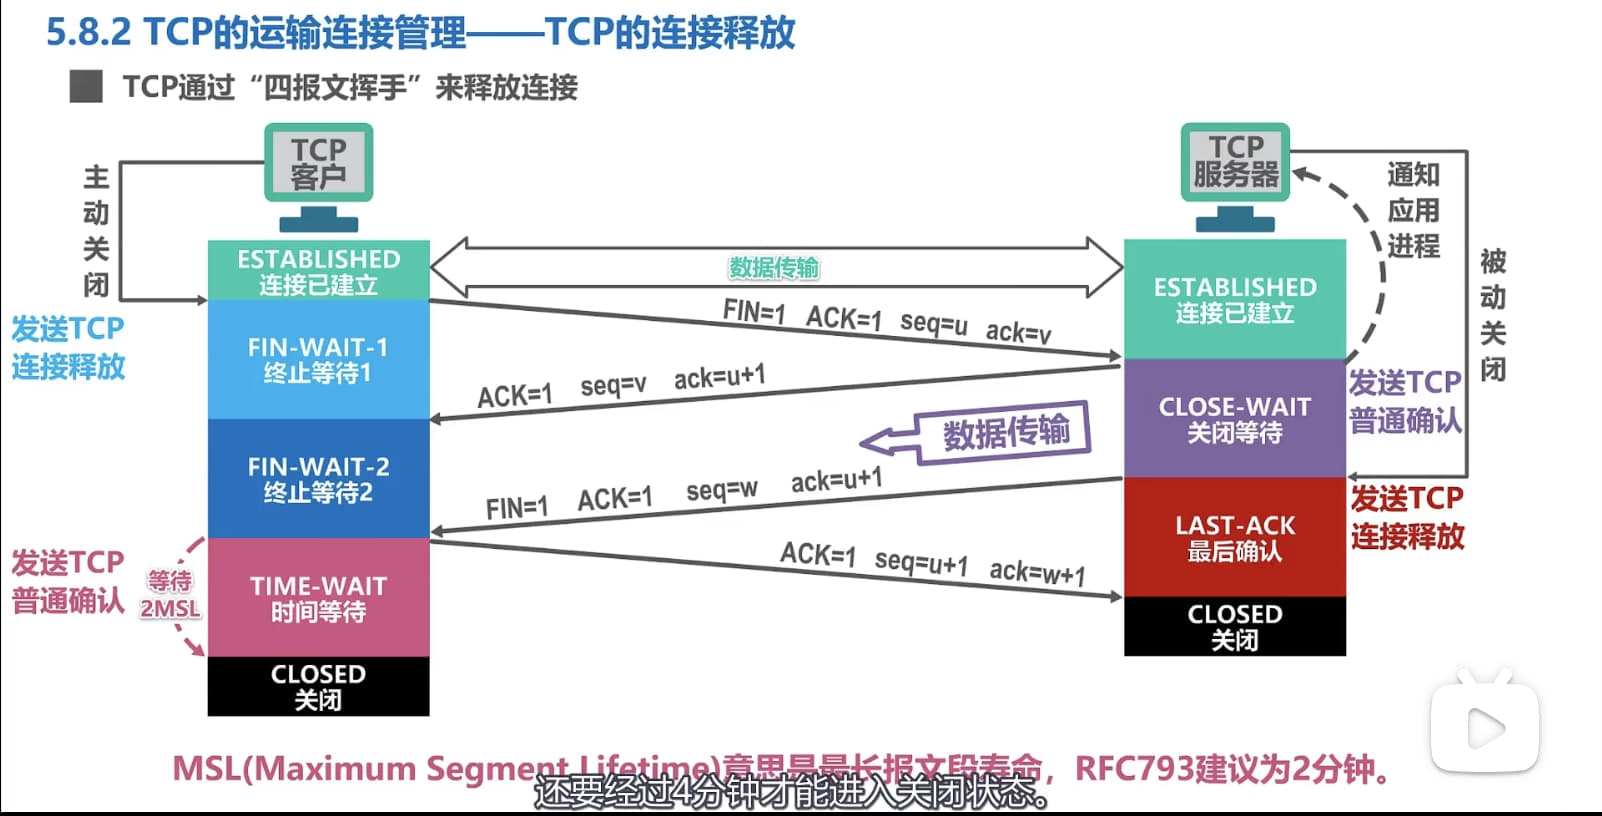 5.8.2 TCP的运输连接管理——TCP的连接释放
TCP通过“四报文挥手”来释放连接
TCP
客户
TCP
服务器
主动关闭
通知
应用
进程
被动关闭
ESTABLISHED
连接已建立
数据传输
ESTABLISHED
连接已建立
FIN=1 ACK=1 seq=u ack=v
发送TCP
连接释放
FIN-WAIT-1
终止等待1
ACK=1 seq=v ack=u+1
CLOSE-WAIT
关闭等待
发送TCP
普通确认
数据传输
FIN-WAIT-2
终止等待2
FIN=1 ACK=1 seq=w ack=u+1
LAST-ACK
最后确认
发送TCP
连接释放
ACK=1 seq=u+1 ack=w+1
发送TCP
普通确认
等待
2MSL
TIME-WAIT
时间等待
CLOSED
关闭
CLOSED
关闭
MSL(Maximum Segment Lifetime)意思是最长报文段寿命，RFC793建议为2分钟。
还要经过4分钟才能进入关闭状态。